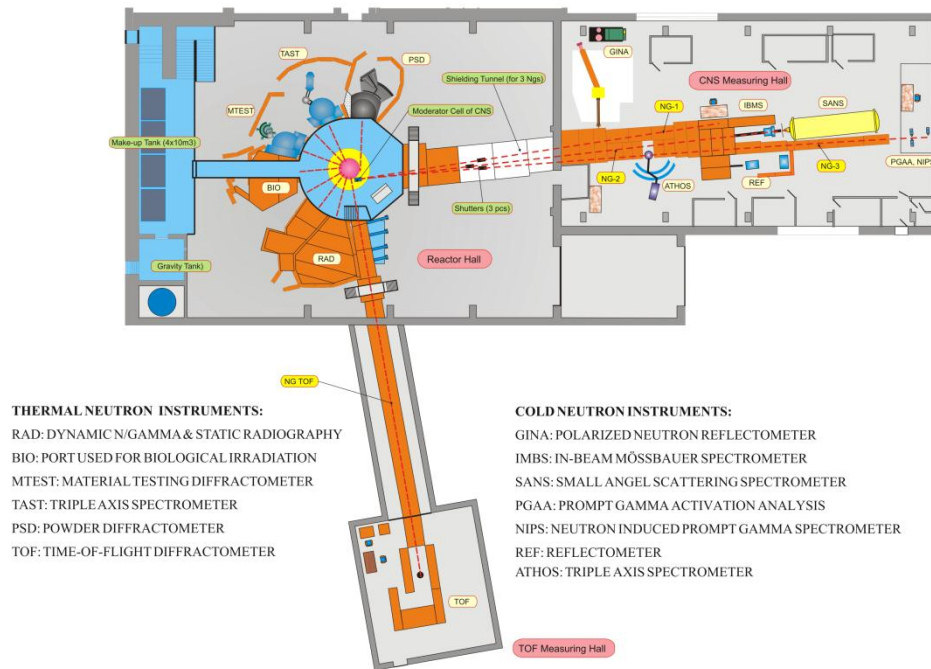 TAST
PSD
GINA
Shielding Tunnel (for 3 Ngs)
CNS Measuring Hall
Moderator Cell of CNS
MTEST
NG-1
IBMS
SANS
Make-up Tank (4x10m3)
PGAA, NIPS
NG-3
NG-2
BIO
REF
ATHOS
Shutters (3 pcs)
RAD
Reactor Hall
Gravity Tank)
NG TOF
THERMAL NEUTRON INSTRUMENTS:
RAD: DYNAMIC N/GAMMA & STATIC RADIOGRAPHY
BIO: PORT USED FOR BIOLOGICAL IRRADIATION
MTEST: MATERIAL TESTING DIFFRACTOMETER
TAST: TRIPLE AXIS SPECTROMETER
PSD: POWDER DIFFRACTOMETER
TOF: TIME-OF-FLIGHT DIFFRACTOMETER
COLD NEUTRON INSTRUMENTS:
GINA: POLARIZED NEUTRON REFLECTOMETER
IMBS: IN-BEAM MÖSSBAUER SPECTROMETER
SANS: SMALL ANGEL SCATTERING SPECTROMETER
PGAA: PROMPT GAMMA ACTIVATION ANALYSIS
NIPS: NEUTRON INDUCED PROMPT GAMMA SPECTROMETER
REF: REFLECTOMETER
ATHOS: TRIPLE AXIS SPECTROMETER
TOF
TOF Measuring Hall